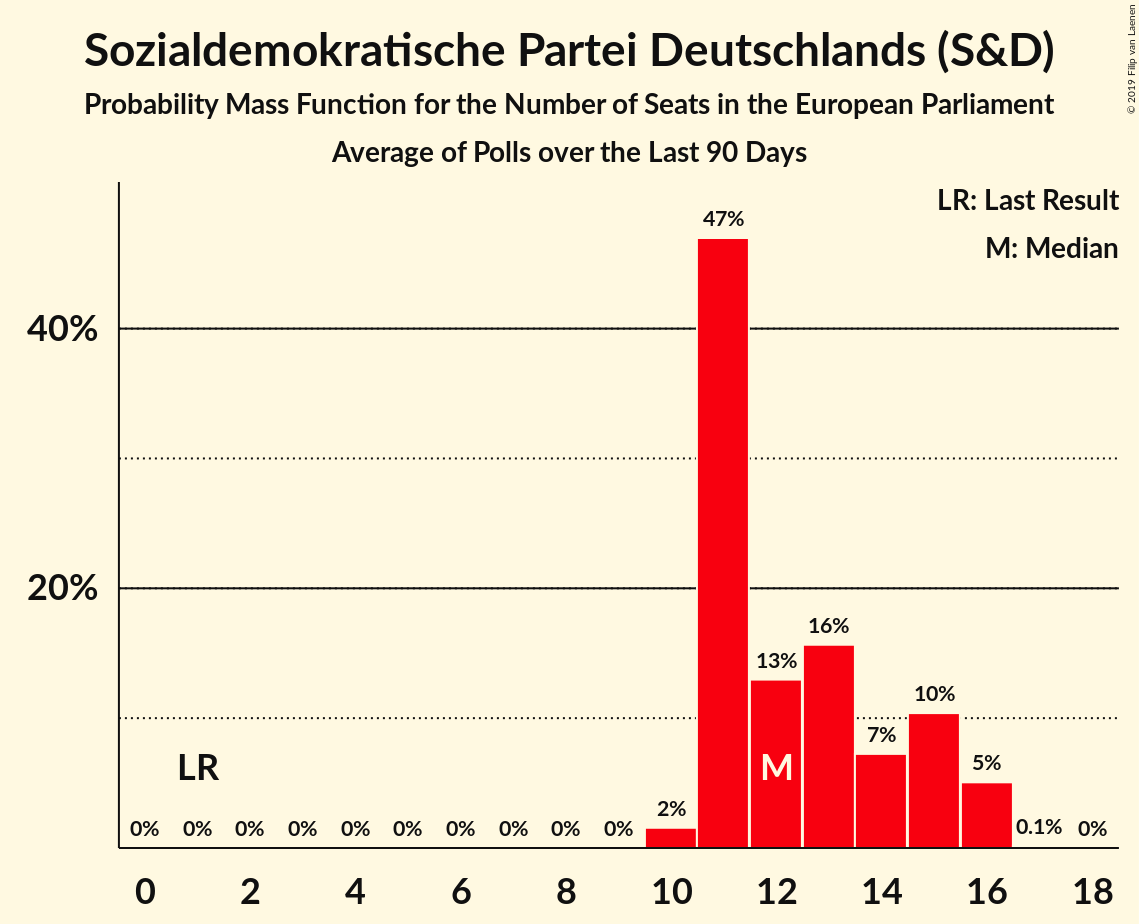 Sozialdemokratische Partei Deutschlands (S&D)
Probability Mass Function for the Number of Seats in the European Parliament
Average of Polls over the Last 90 Days
© 2019 Filip van Laenen
LR: Last Result
M: Median
47%
40%
20%
16%
13%
10%
7%
5%
LR
M
2%
0% 0% 0% 0% 0% 0% 0% 0% 0% 0% 0.1% 0%
0 2 4 6 8 10 12 14 16 18